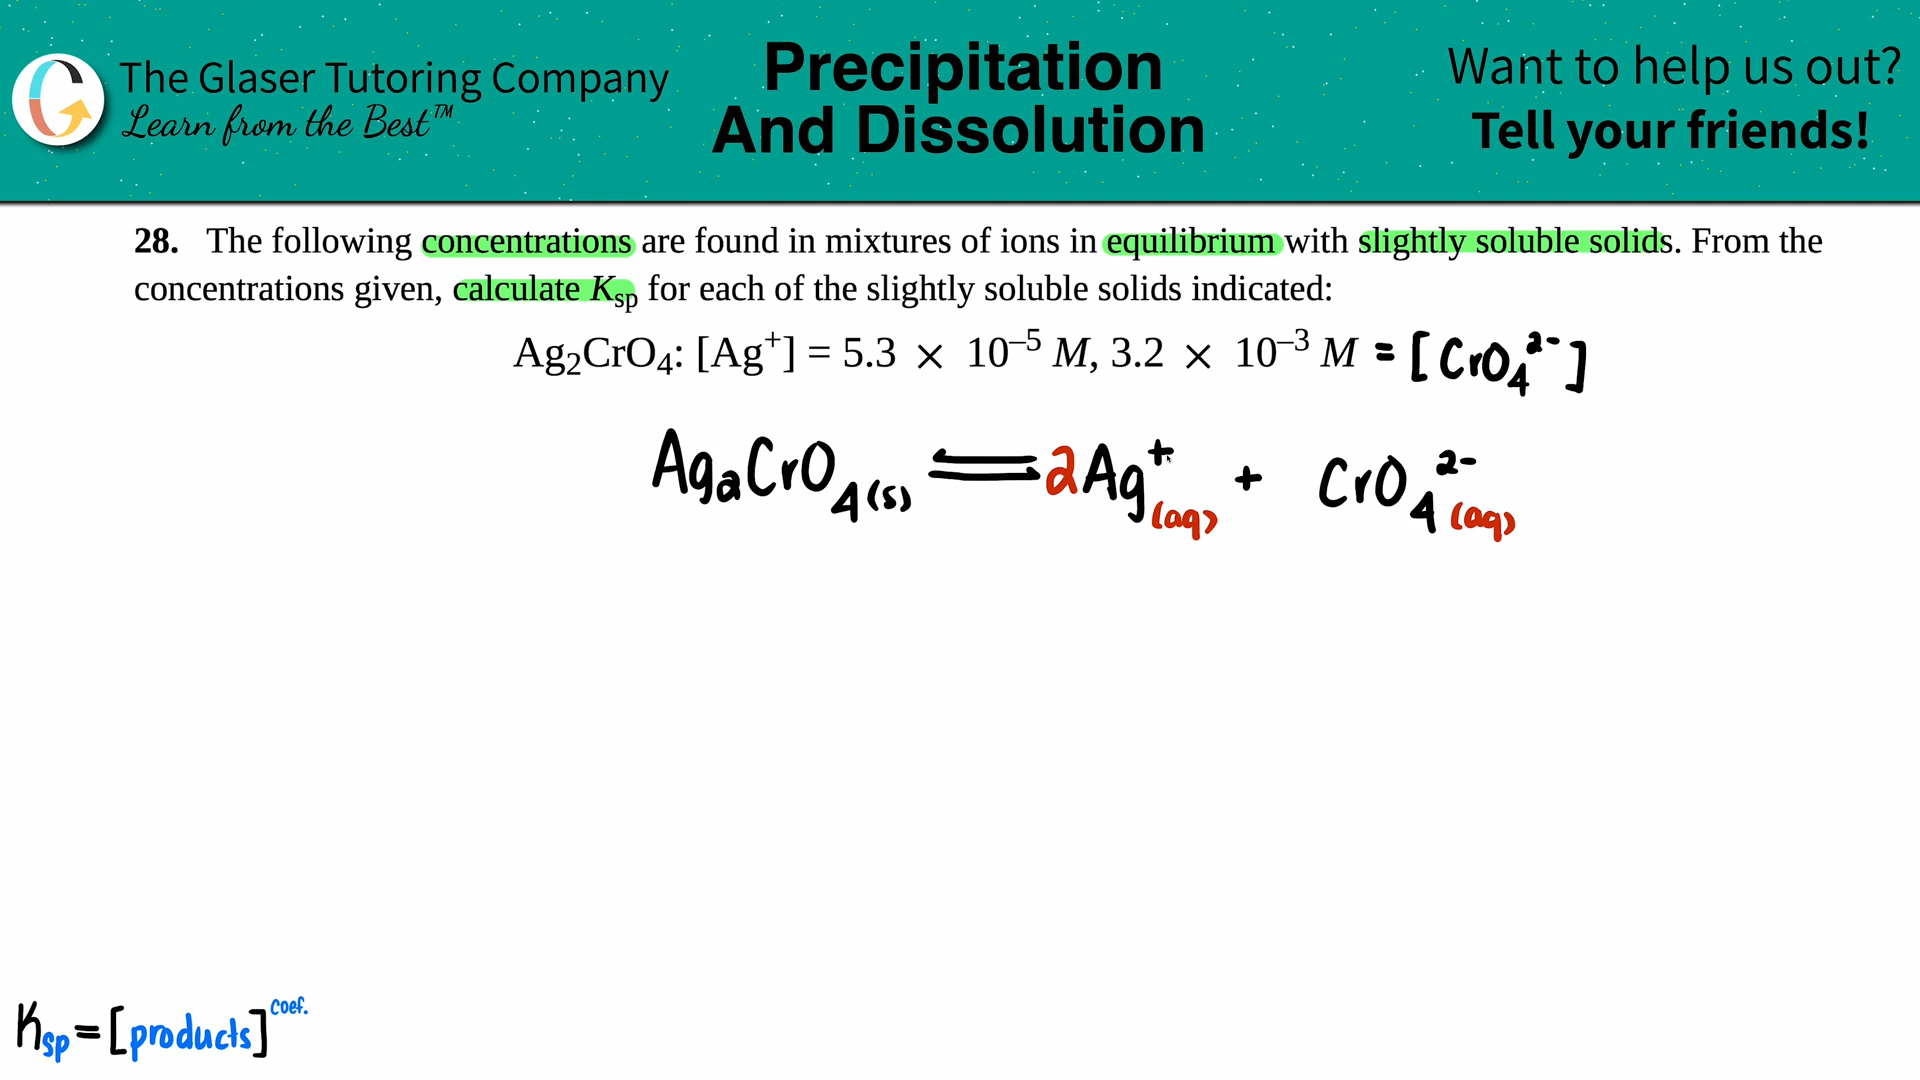 The Glaser Tutoring Company
Learn from the Best™
Precipitation
And Dissolution
Want to help us out?
Tell your friends!
28. The following concentrations are found in mixtures of ions in equilibrium with slightly soluble solids. From the
concentrations given, calculate Ksp for each of the slightly soluble solids indicated:
Ag₂CrO₄: [Ag⁺] = 5.3 × 10⁻⁵ M, 3.2 × 10⁻³ M = [CrO₄²⁻]
Ag₂CrO₄(s) ⇌ 2Ag⁺(aq) + CrO₄²⁻(aq)
Ksp = [products]^coef.